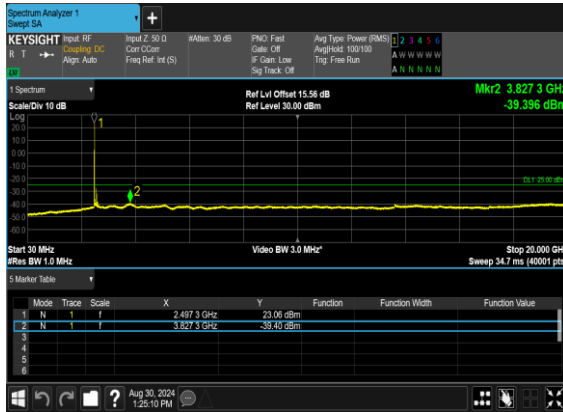 Spectrum Analyzer 1
Swept SA
+
KEYSIGHT Input: RF Input Z: 50 Ω #Atten: 30 dB PNO: Fast Avg Type: Power (RMS) 1 2 3 4 5 6
R T Coupling: DC Corr CCorr Gate: Off Avg|Hold: 100/100 A W W W W W
Align: Auto Freq Ref: Int (S) IF Gain: Low Trig: Free Run
Sig Track: Off A N N N N N
1 Spectrum
Scale/Div 10 dB
Ref Lvl Offset 15.56 dB
Ref Level 30.00 dBm
Mkr2 3.827 3 GHz
-39.396 dBm
Log
20.0
10.0
0.00
-10.0
-20.0
-30.0
-40.0
-50.0
-60.0
1
2
DL1 -25.00 dBm
Start 30 MHz Video BW 3.0 MHz* Stop 20.000 GHz
#Res BW 1.0 MHz Sweep 34.7 ms (40001 pts)
5 Marker Table
Mode Trace Scale X Y Function Function Width Function Value
1 N 1 f 2.497 3 GHz 23.06 dBm
2 N 1 f 3.827 3 GHz -39.40 dBm
3
4
5
6
? Aug 30, 2024
1:25:10 PM